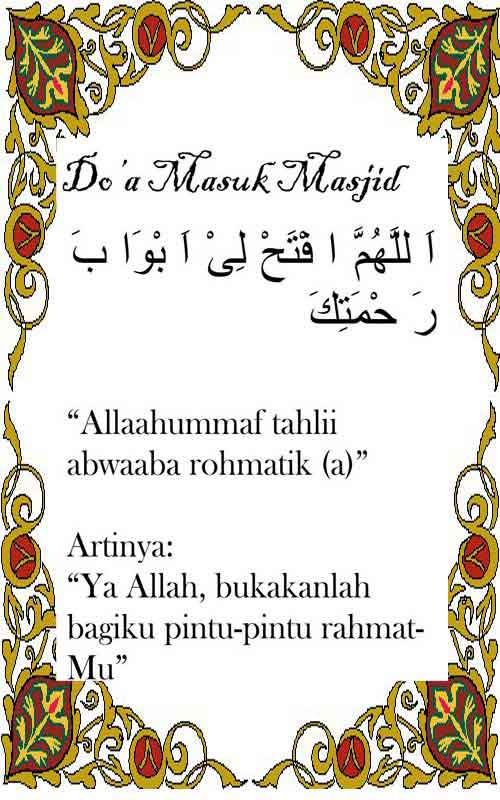 Do'a Masuk Masjid
اَ للَّهُمَّ ا فْتَحْ لِىْ اَ بْوَا بَ
رَ حْمَتِكَ
“Allaahummaf tahlii
abwaaba rohmatik (a)”
Artinya:
“Ya Allah, bukakanlah
bagiku pintu-pintu rahmat-
Mu”